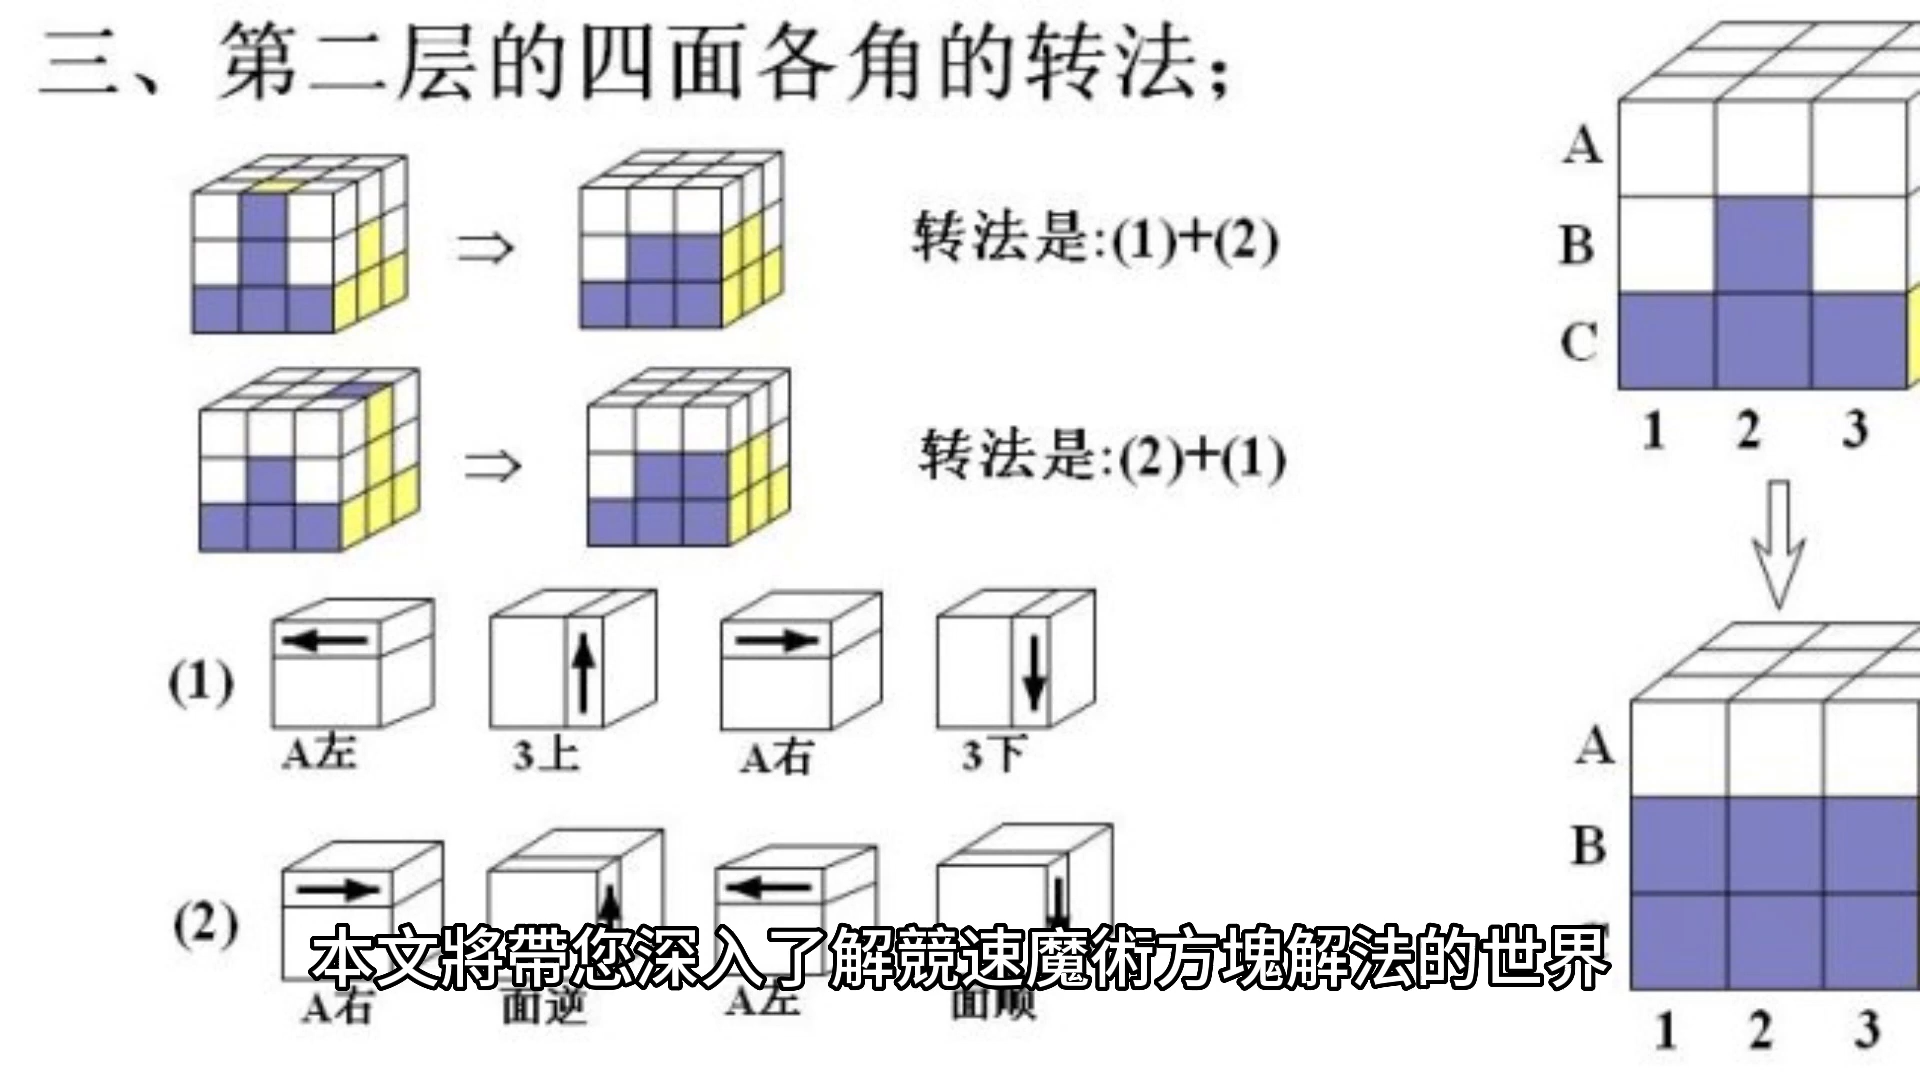 三、第二层的四面各角的转法；
转法是:(1)+(2)
转法是:(2)+(1)
(1)
A左
3上
A右
3下
(2)
A右
面逆
A左
面顺
A
B
C
1 2 3
A
B
1 2 3
本文將帶您深入了解競速魔術方塊解法的世界